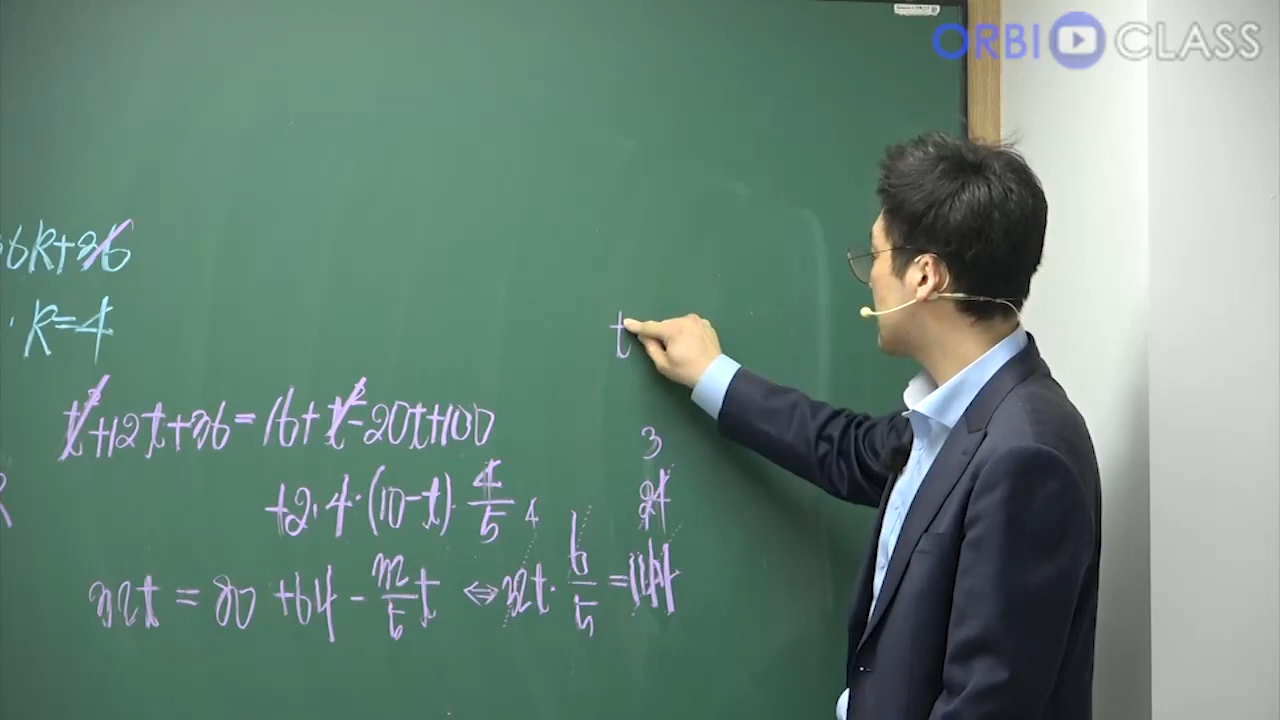 ORBI CLASS
6k+36
k=4
t
t²+12t+36=16+t²-20t+100
3
+2·4·(10-t)·4/5
4
24
32t=80+64-32/5t⇔32t·6/5=144